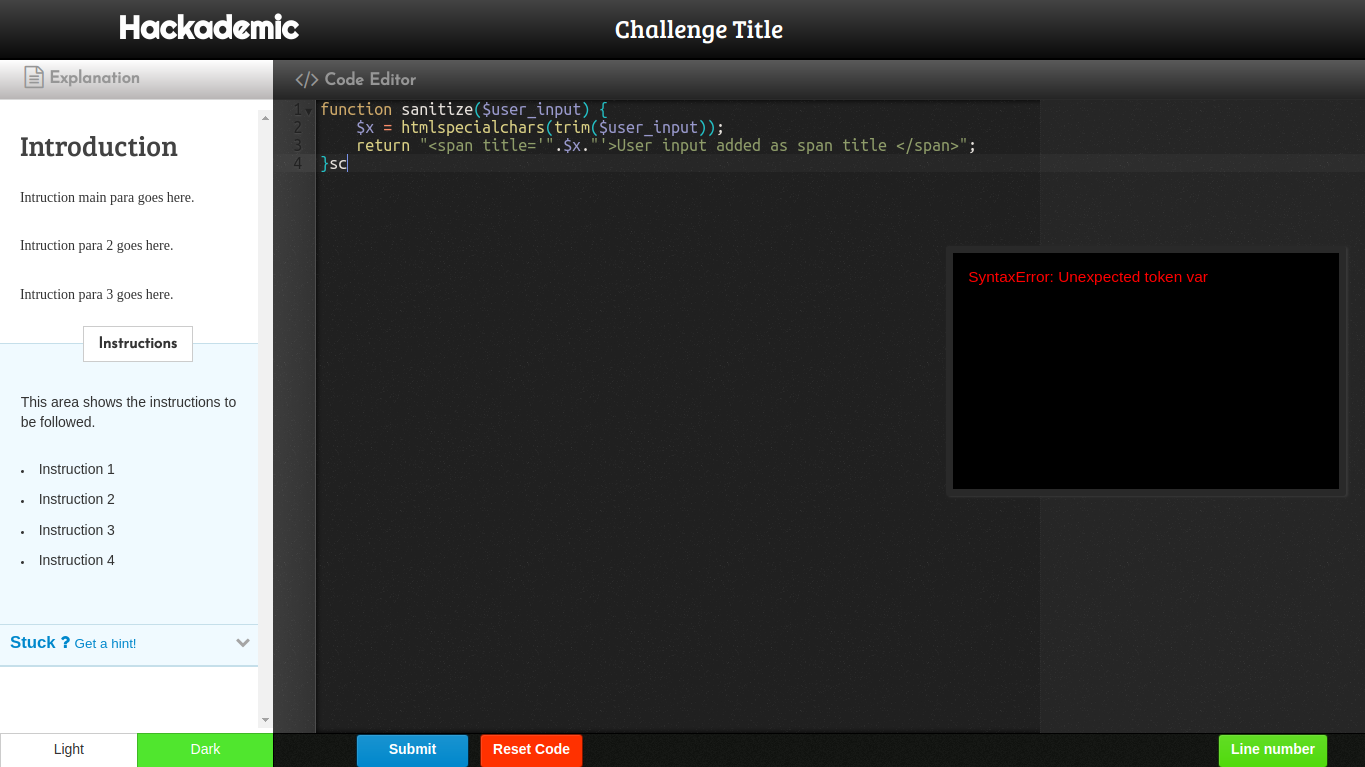 Hackademic
Challenge Title
Explanation
</> Code Editor
Introduction
Intruction main para goes here.
Intruction para 2 goes here.
Intruction para 3 goes here.
Instructions
This area shows the instructions to
be followed.
• Instruction 1
• Instruction 2
• Instruction 3
• Instruction 4
Stuck ? Get a hint!
Light
Dark
1 function sanitize($user_input) {
2     $x = htmlspecialchars(trim($user_input));
3     return "<span title='".$x."'>User input added as span title </span>";
4 }sc
SyntaxError: Unexpected token var
Submit
Reset Code
Line number